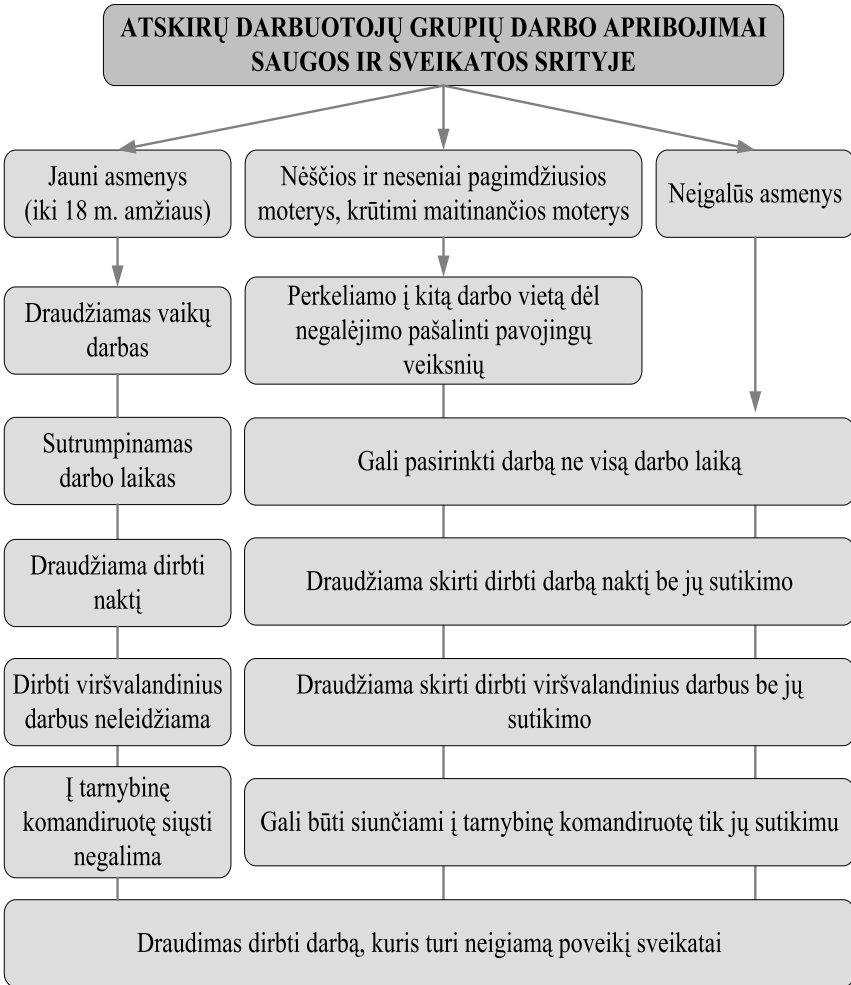 ATSKIRŲ DARBUOTOJŲ GRUPIŲ DARBO APRIBOJIMAI
SAUGOS IR SVEIKATOS SRITYJE
Jauni asmenys
(iki 18 m. amžiaus)
Nėščios ir neseniai pagimdžiusios
moterys, krūtimi maitinančios moterys
Neįgalūs asmenys
Draudžiamas vaikų
darbas
Perkeliamo į kitą darbo vietą dėl
negalėjimo pašalinti pavojingų
veiksnių
Sutrumpinamas
darbo laikas
Gali pasirinkti darbą ne visą darbo laiką
Draudžiama dirbti
naktį
Draudžiama skirti dirbti darbą naktį be jų sutikimo
Dirbti viršvalandinius
darbus neleidžiama
Draudžiama skirti dirbti viršvalandinius darbus be jų
sutikimo
Į tarnybinę
komandiruotę siųsti
negalima
Gali būti siunčiami į tarnybinę komandiruotę tik jų sutikimu
Draudimas dirbti darbą, kuris turi neigiamą poveikį sveikatai